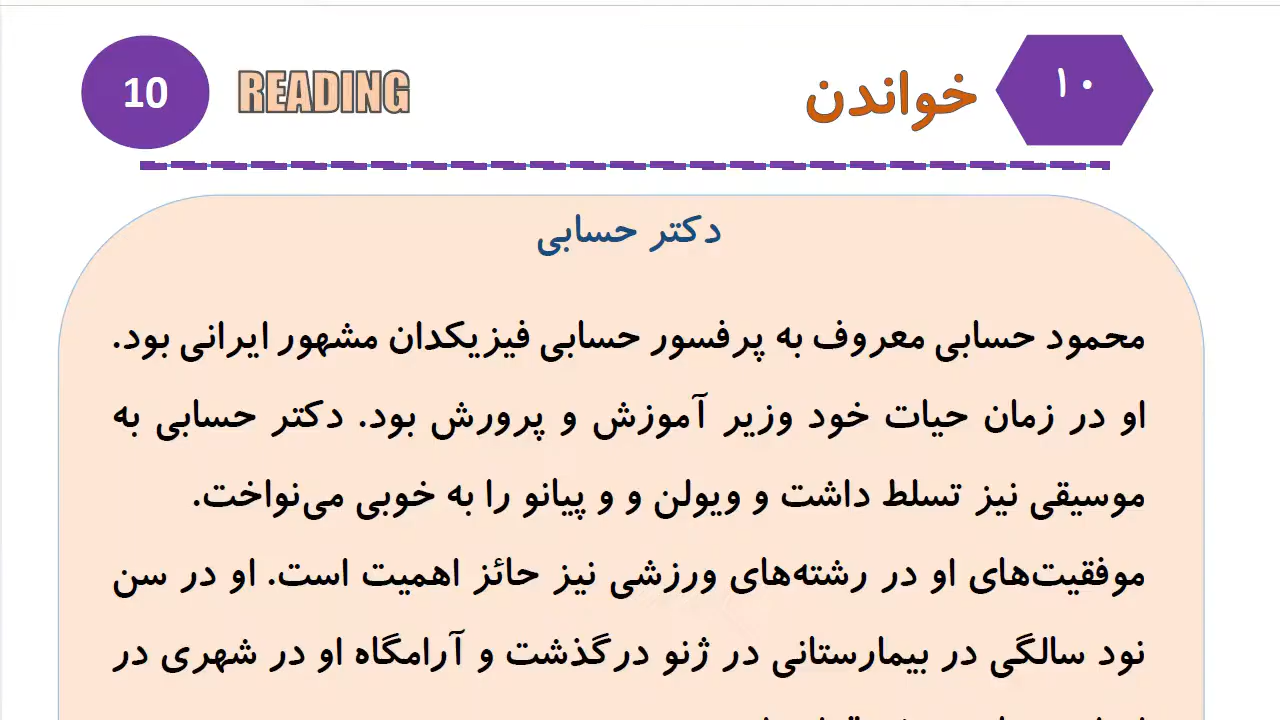 10
READING
خواندن
۱۰
دکتر حسابی
محمود حسابی معروف به پرفسور حسابی فیزیکدان مشهور ایرانی بود.
او در زمان حیات خود وزیر آموزش و پرورش بود. دکتر حسابی به
موسیقی نیز تسلط داشت و ویولن و و پیانو را به خوبی می‌نواخت.
موفقیت‌های او در رشته‌های ورزشی نیز حائز اهمیت است. او در سن
نود سالگی در بیمارستانی در ژنو درگذشت و آرامگاه او در شهری در